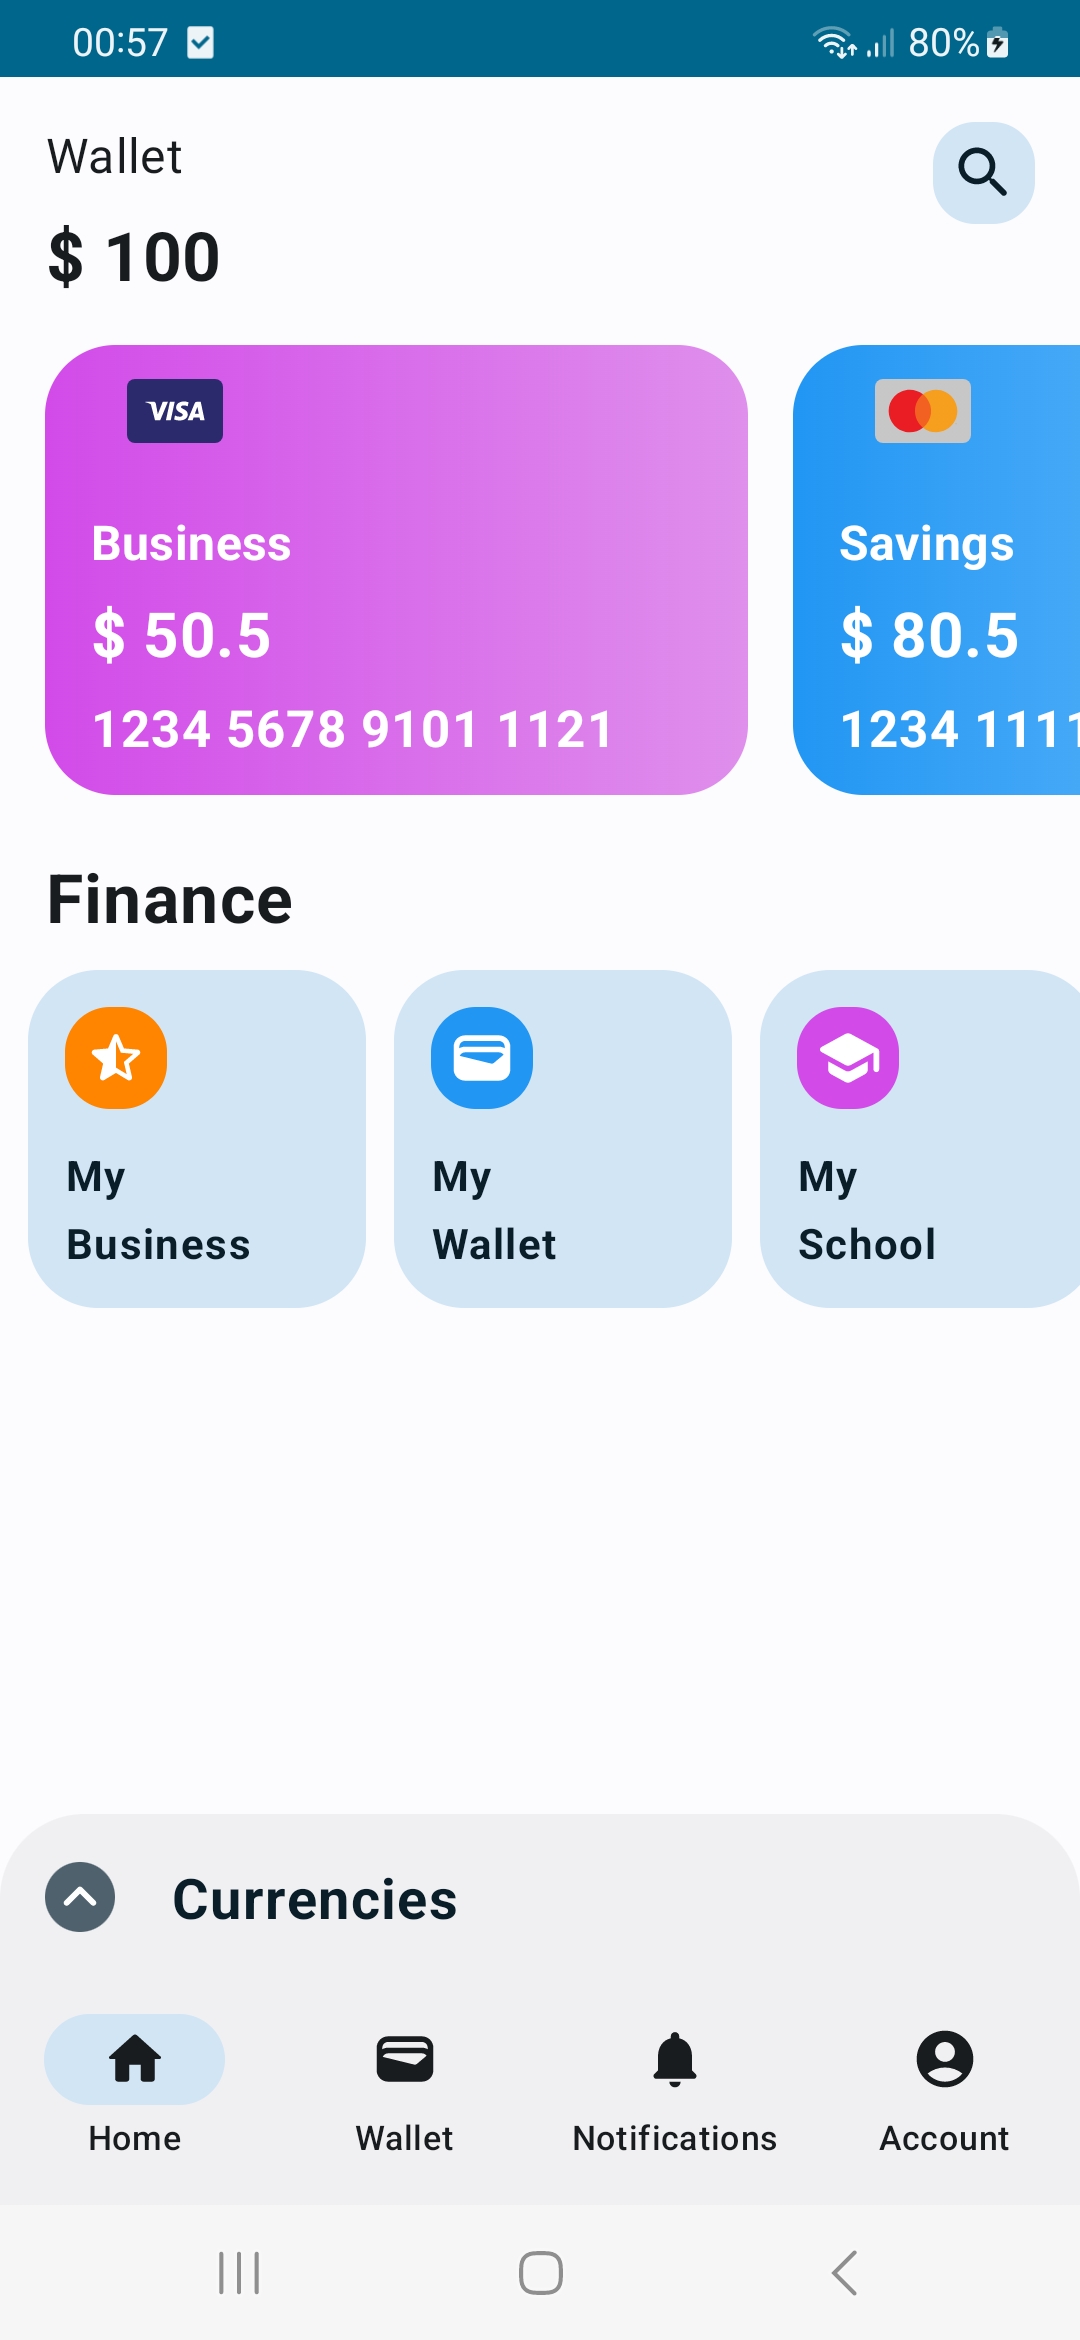 00:57
80%
Wallet
$ 100
VISA
Business
$ 50.5
1234 5678 9101 1121
Savings
$ 80.5
1234 1111
Finance
My
Business
My
Wallet
My
School
Currencies
Home
Wallet
Notifications
Account